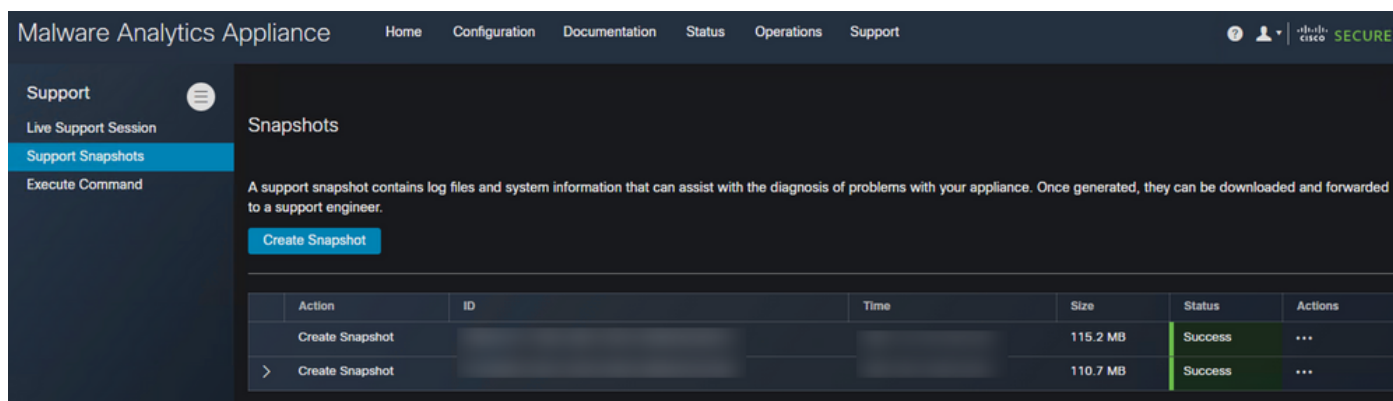 Malware Analytics Appliance Home Configuration Documentation Status Operations Support ? cisco SECURE
Support
Live Support Session
Support Snapshots
Execute Command
Snapshots
A support snapshot contains log files and system information that can assist with the diagnosis of problems with your appliance. Once generated, they can be downloaded and forwarded
to a support engineer.
Create Snapshot
Action ID Time Size Status Actions
Create Snapshot 115.2 MB Success ...
> Create Snapshot 110.7 MB Success ...